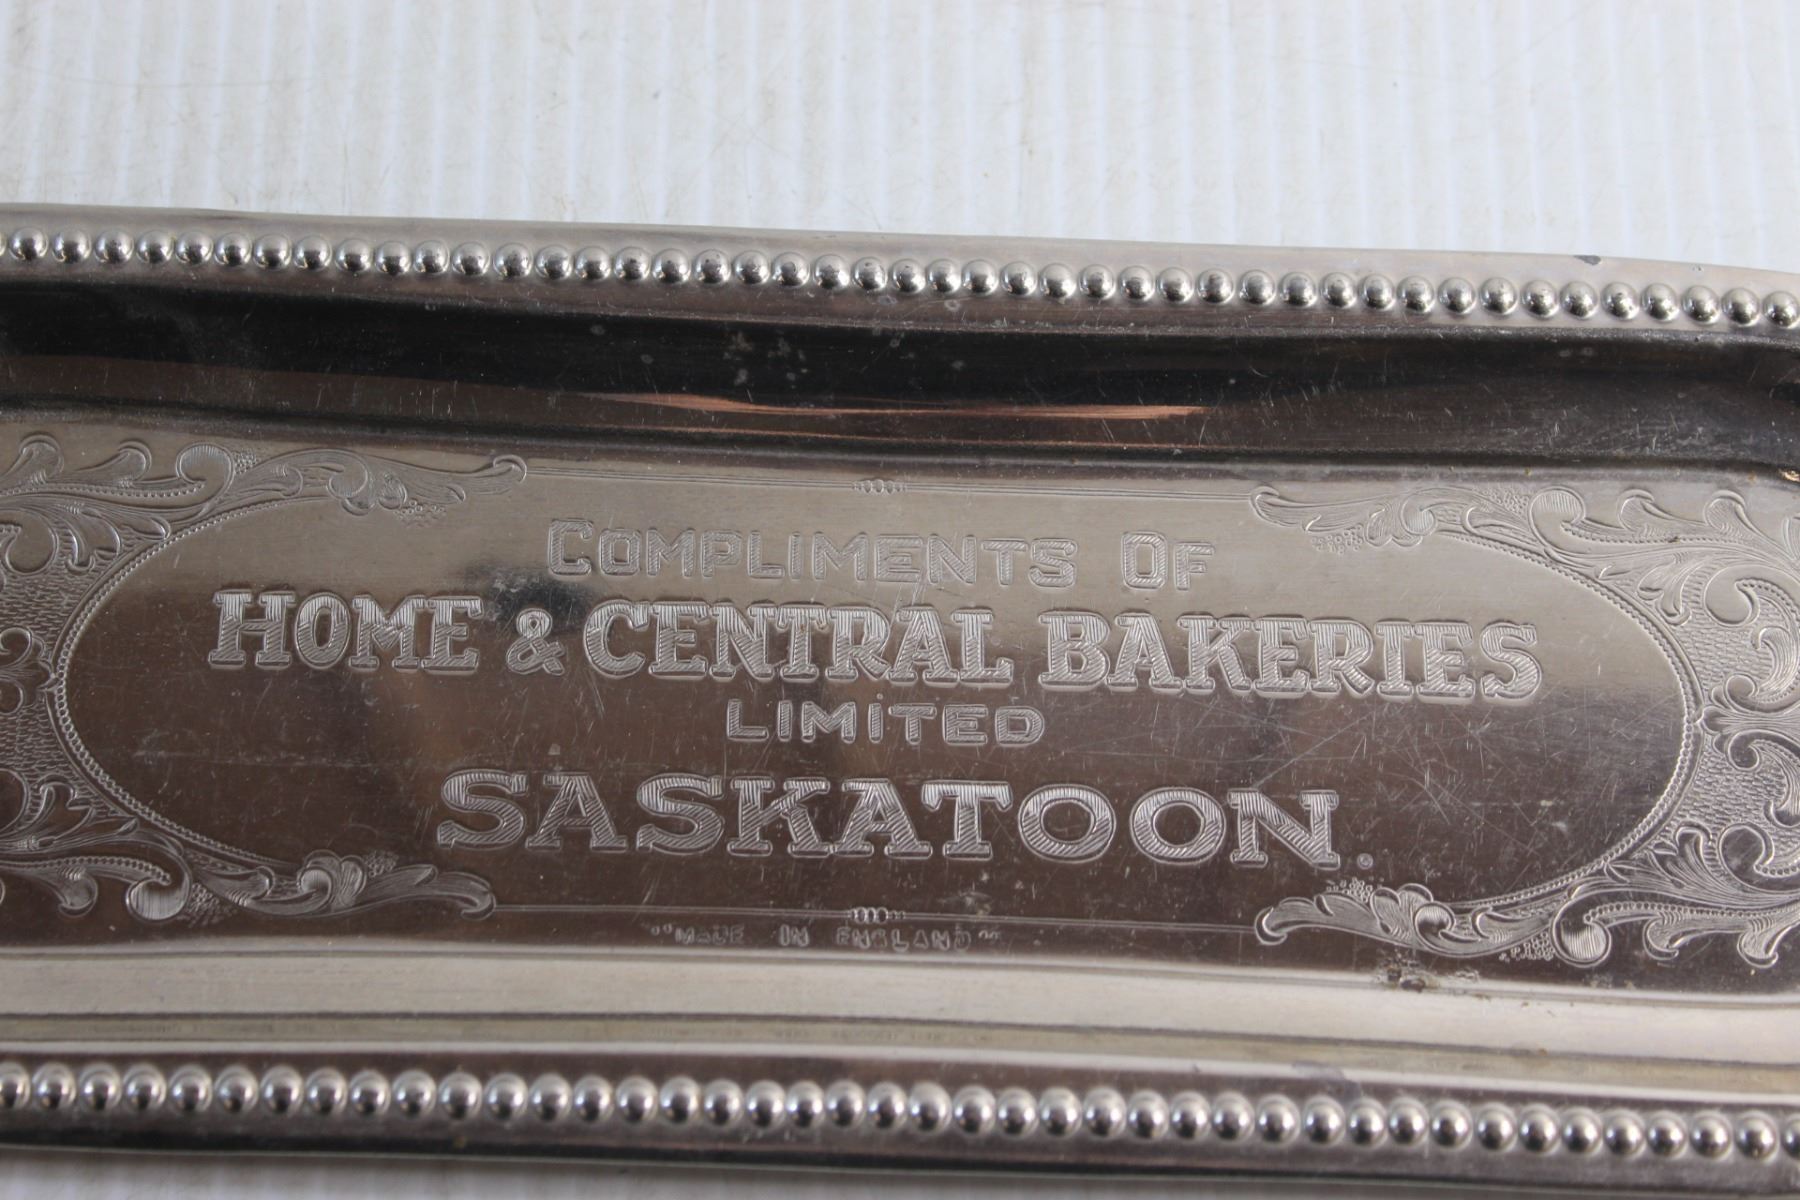 COMPLIMENTS OF
HOME & CENTRAL BAKERIES
LIMITED
SASKATOON.
"MADE IN ENGLAND"